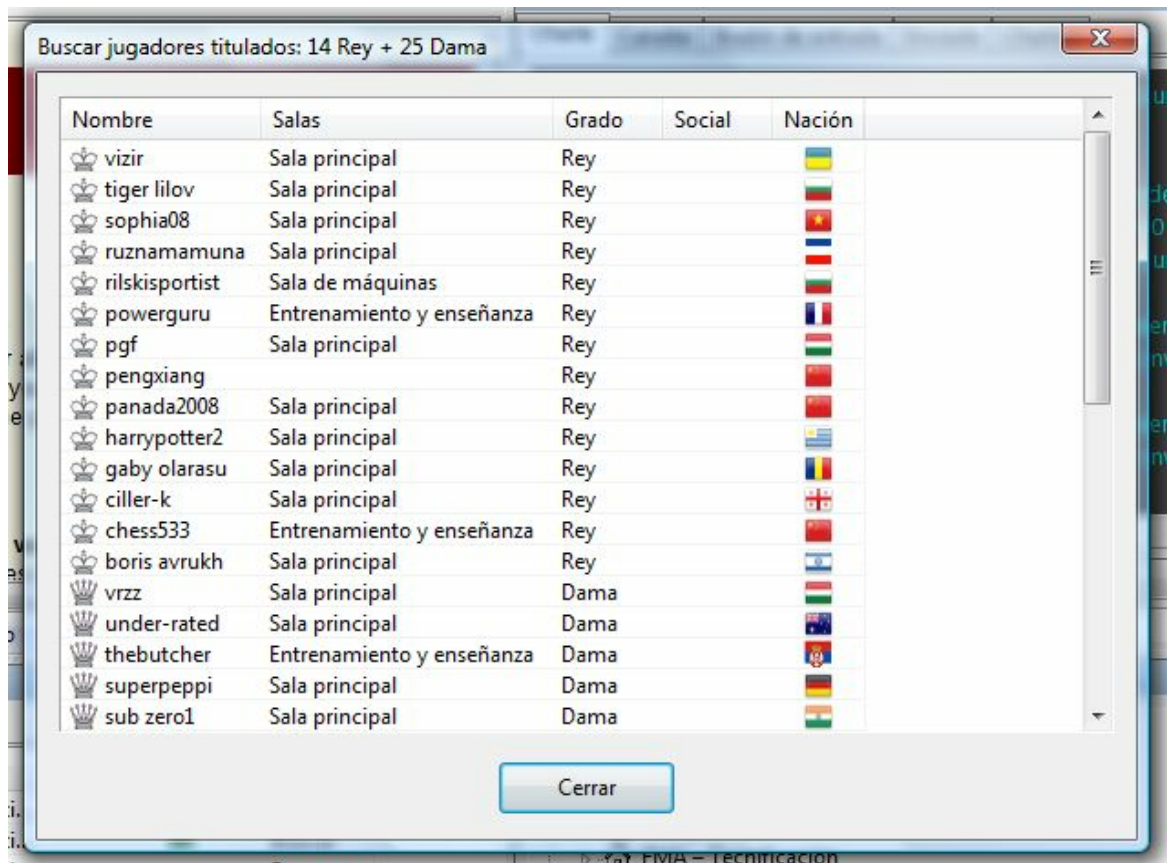 Buscar jugadores titulados: 14 Rey + 25 Dama
Nombre Salas Grado Social Nación
vizir Sala principal Rey
tiger lilov Sala principal Rey
sophia08 Sala principal Rey
ruznamamuna Sala principal Rey
rilskisportist Sala de máquinas Rey
powerguru Entrenamiento y enseñanza Rey
pgf Sala principal Rey
pengxiang Rey
panada2008 Sala principal Rey
harrypotter2 Sala principal Rey
gaby olarasu Sala principal Rey
ciller-k Sala principal Rey
chess533 Entrenamiento y enseñanza Rey
boris avrukh Sala principal Rey
vrzz Sala principal Dama
under-rated Sala principal Dama
thebutcher Entrenamiento y enseñanza Dama
superpeppi Sala principal Dama
sub zero1 Sala principal Dama
Cerrar